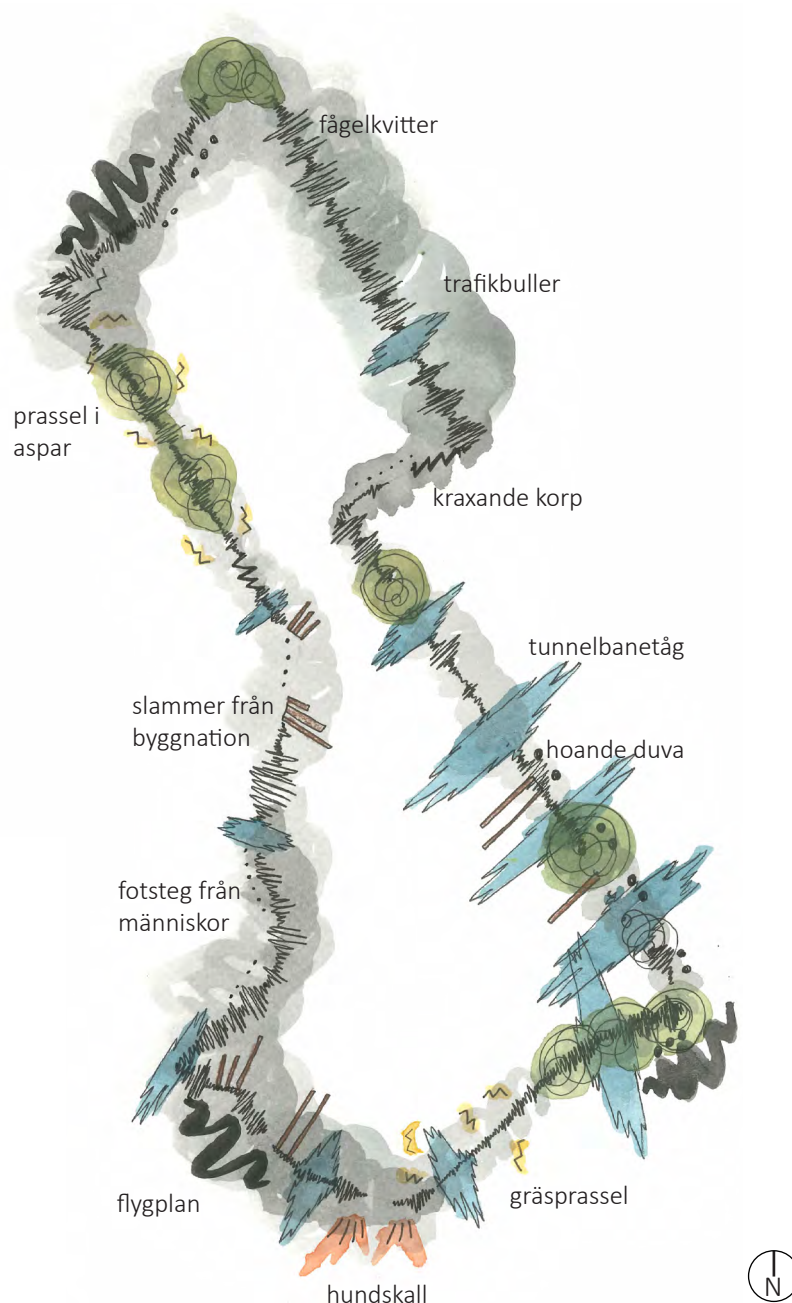 fågelkvitter
trafikbuller
prassel i
aspar
kraxande korp
tunnelbanetåg
slammer från
byggnation
hoande duva
fotsteg från
människor
flygplan
gräsprassel
hundskall
N